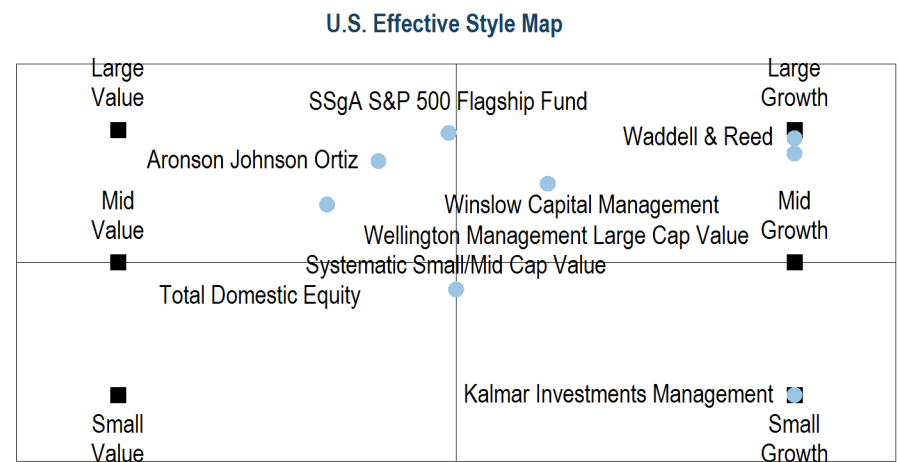 U.S. Effective Style Map
Large
Value
Large
Growth
SSgA S&P 500 Flagship Fund
Waddell & Reed
Aronson Johnson Ortiz
Mid
Value
Winslow Capital Management
Mid
Growth
Wellington Management Large Cap Value
Systematic Small/Mid Cap Value
Total Domestic Equity
Kalmar Investments Management
Small
Value
Small
Growth